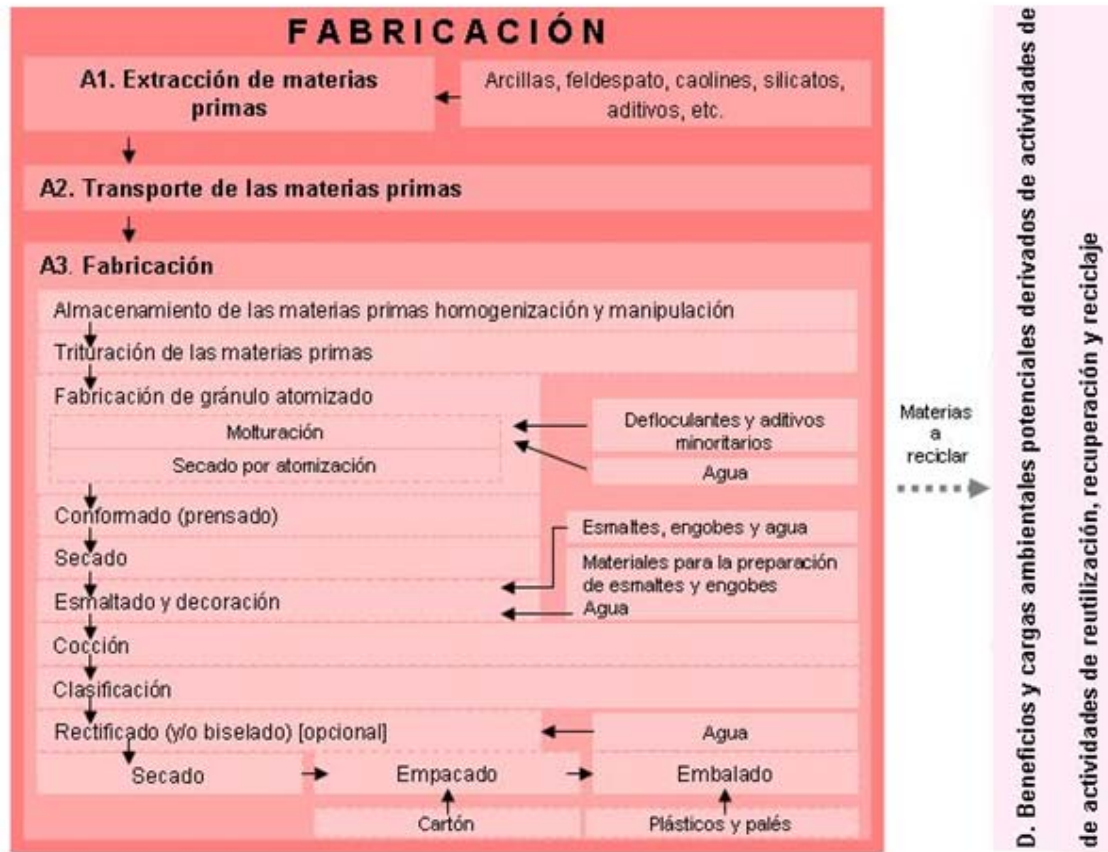 FABRICACIÓN
A1. Extracción de materias
primas
Arcillas, feldespato, caolines, silicatos,
aditivos, etc.
A2. Transporte de las materias primas
A3. Fabricación
Almacenamiento de las materias primas homogenización y manipulación
Trituración de las materias primas
Fabricación de gránulo atomizado
Molturación
Secado por atomización
Defloculantes y aditivos
minoritarios
Agua
Conformado (prensado)
Secado
Esmaltado y decoración
Esmaltes, engobes y agua
Materiales para la preparación
de esmaltes y engobes
Agua
Cocción
Clasificación
Rectificado (y/o biselado) [opcional]
Agua
Secado
Empacado
Embalado
Cartón
Plásticos y palés
Materias
a
reciclar
D. Beneficios y cargas ambientales potenciales derivados de actividades de
de actividades de reutilización, recuperación y reciclaje